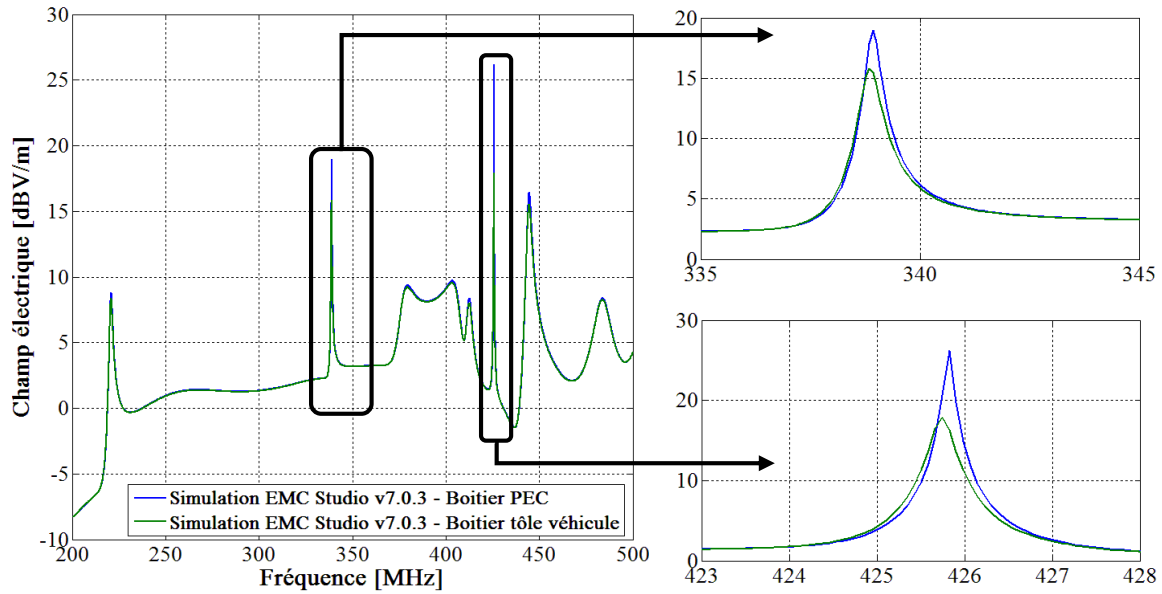 30
25
20
15
10
5
0
-5
-10
Champ électrique [dBV/m]
Simulation EMC Studio v7.0.3 - Boitier PEC
Simulation EMC Studio v7.0.3 - Boitier tôle véhicule
200 250 300 350 400 450 500
Fréquence [MHz]
20
15
10
5
0
335 340 345
30
20
10
0
423 424 425 426 427 428